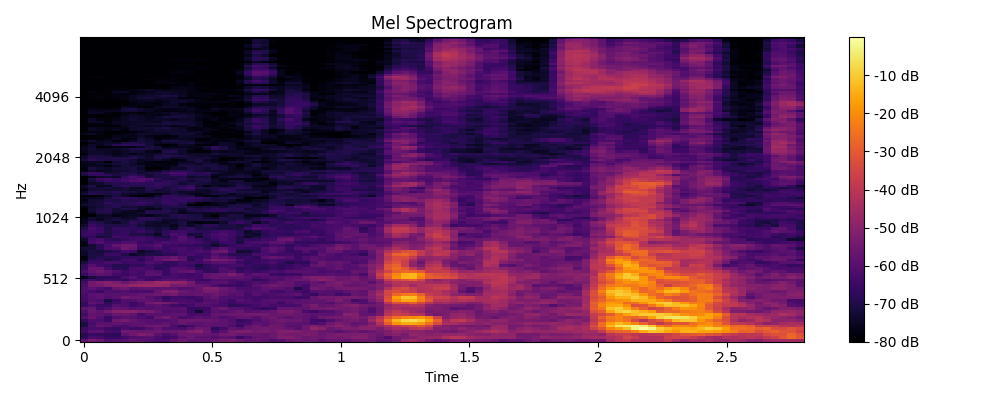 Mel Spectrogram
Hz
4096
2048
1024
512
0
0
0.5
1
1.5
2
2.5
Time
-10 dB
-20 dB
-30 dB
-40 dB
-50 dB
-60 dB
-70 dB
-80 dB